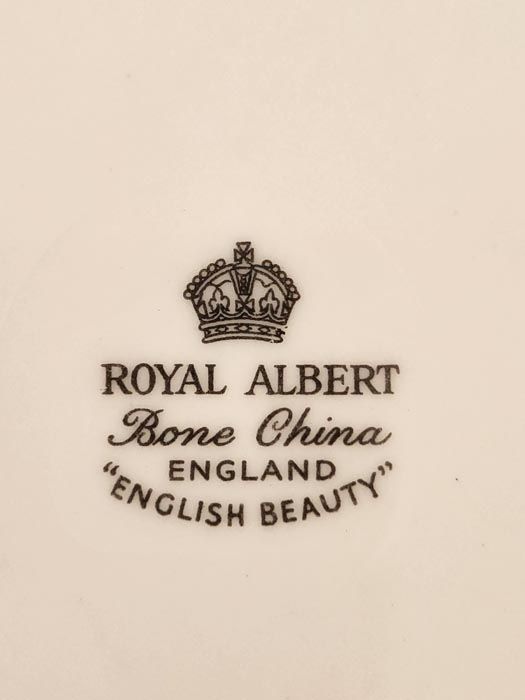 ROYAL ALBERT
Bone China
ENGLAND
"ENGLISH BEAUTY"